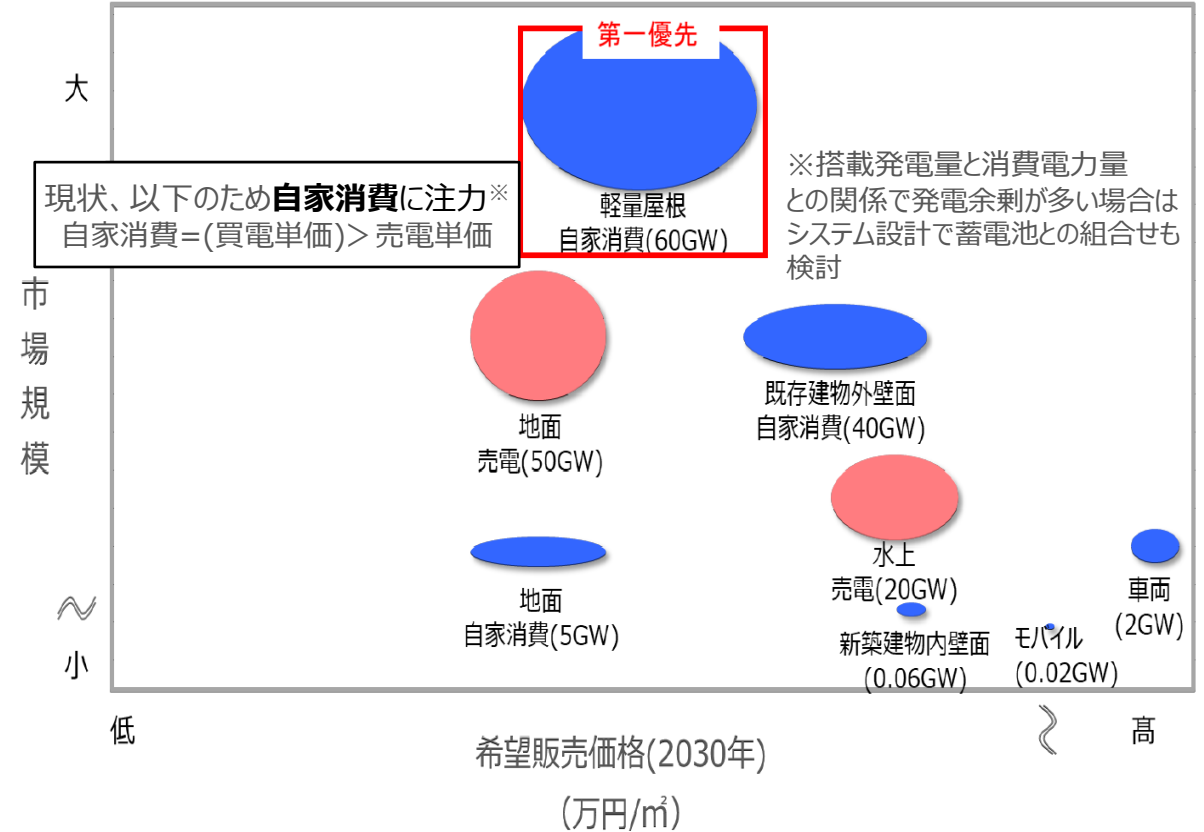 第一優先
大
現状、以下のため自家消費に注力※
自家消費=(買電単価)＞売電単価
軽量屋根
自家消費(60GW)
※搭載発電量と消費電力量
との関係で発電余剰が多い場合は
システム設計で蓄電池との組合せも
検討
市場規模
地面
売電(50GW)
既存建物外壁面
自家消費(40GW)
水上
売電(20GW)
地面
自家消費(5GW)
新築建物内壁面
(0.06GW)
モバイル
(0.02GW)
車両
(2GW)
小
低
高
希望販売価格(2030年)
(万円/㎡)